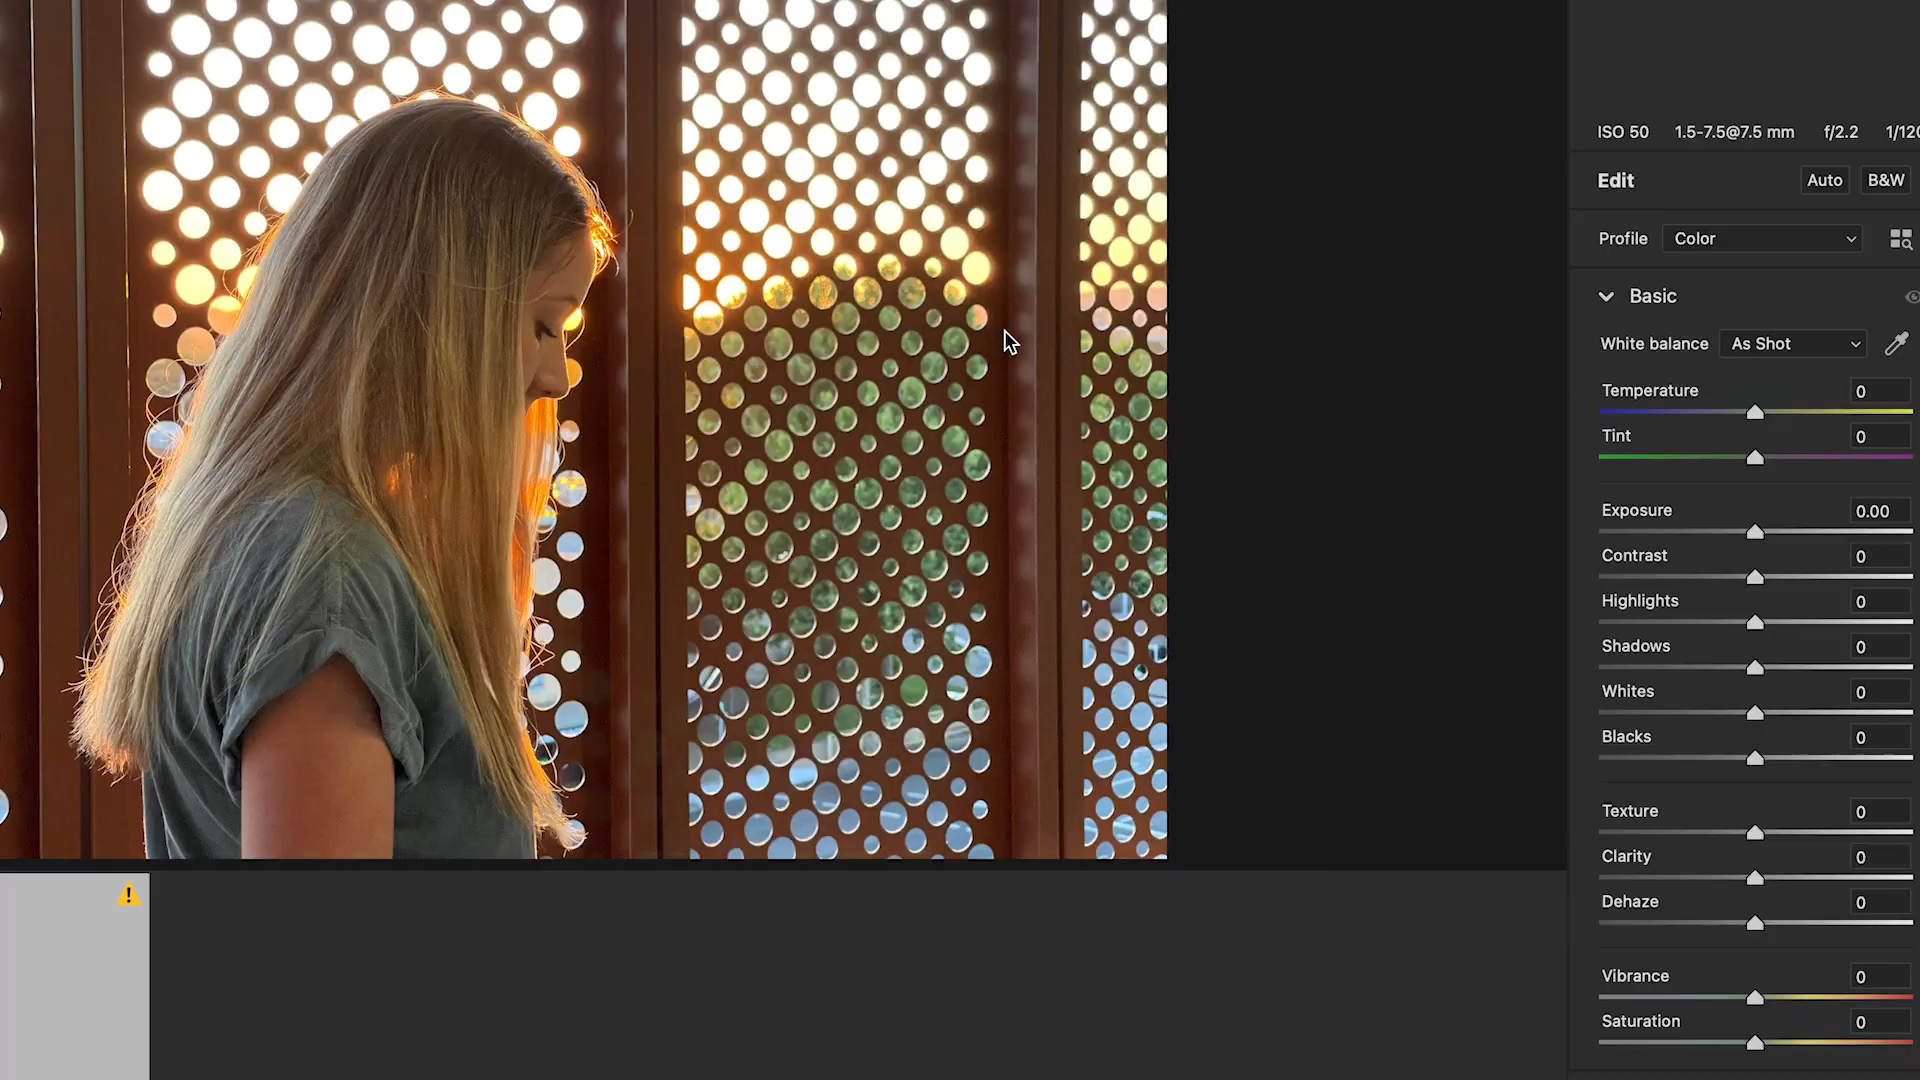 ISO 50 1.5-7.5@7.5 mm f/2.2 1/120
Edit Auto B&W
Profile Color
Basic
White balance As Shot
Temperature 0
Tint 0
Exposure 0.00
Contrast 0
Highlights 0
Shadows 0
Whites 0
Blacks 0
Texture 0
Clarity 0
Dehaze 0
Vibrance 0
Saturation 0